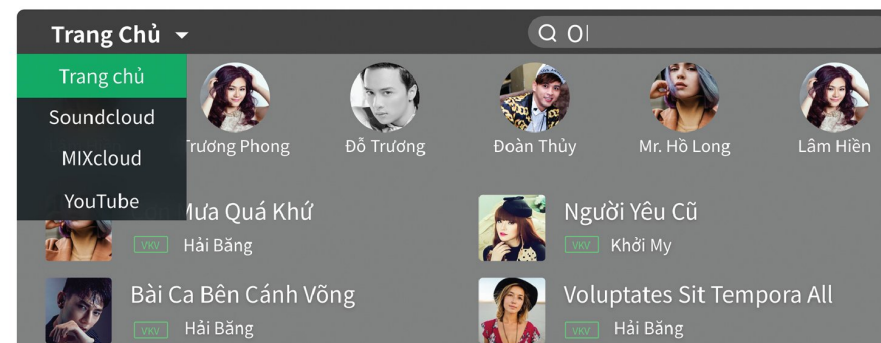 Trang Chủ
Ol
Trang chủ
Soundcloud
MIXcloud
YouTube
Trương Phong
Đỗ Trương
Đoàn Thủy
Mr. Hồ Long
Lâm Hiền
Mưa Quá Khứ
VKV Hải Băng
Người Yêu Cũ
VKV Khởi My
Bài Ca Bên Cánh Võng
VKV Hải Băng
Voluptates Sit Tempora All
VKV Hải Băng